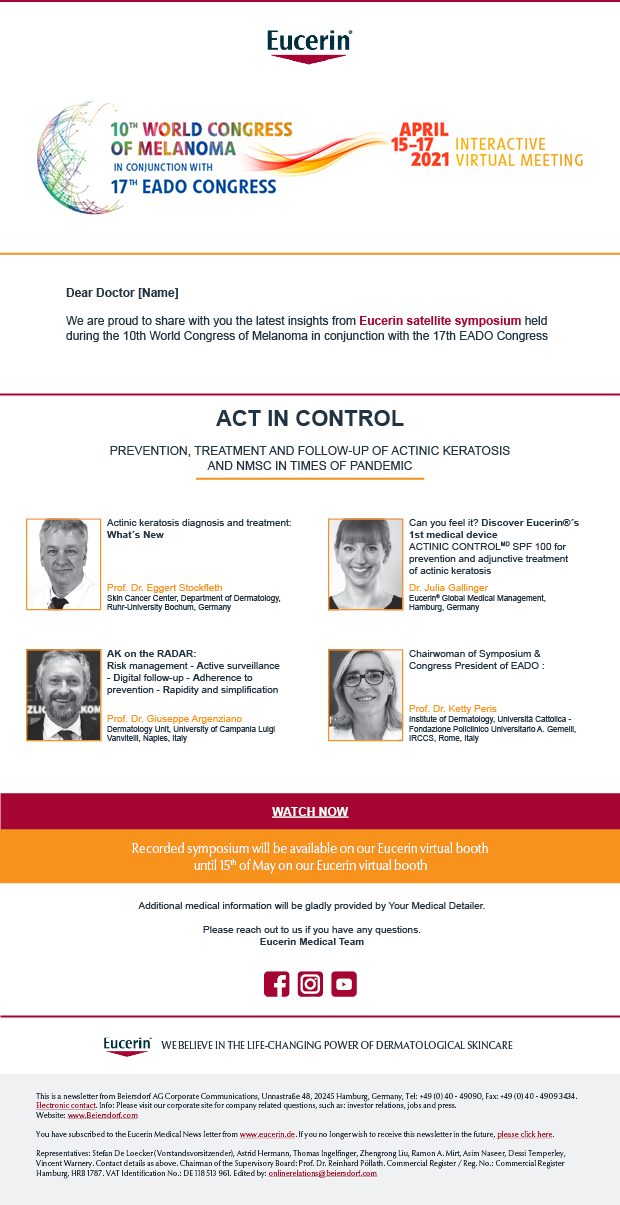 Eucerin®
10TH WORLD CONGRESS
OF MELANOMA
IN CONJUNCTION WITH
17TH EADO CONGRESS
APRIL
15–17
2021
INTERACTIVE
VIRTUAL MEETING
Dear Doctor [Name]
We are proud to share with you the latest insights from Eucerin satellite symposium held
during the 10th World Congress of Melanoma in conjunction with the 17th EADO Congress
ACT IN CONTROL
PREVENTION, TREATMENT AND FOLLOW-UP OF ACTINIC KERATOSIS
AND NMSC IN TIMES OF PANDEMIC
Actinic keratosis diagnosis and treatment:
What´s New
Prof. Dr. Eggert Stockfleth
Skin Cancer Center, Department of Dermatology,
Ruhr-University Bochum, Germany
Can you feel it? Discover Eucerin®´s
1st medical device
ACTINIC CONTROLMD SPF 100 for
prevention and adjunctive treatment
of actinic keratosis
Dr. Julia Gallinger
Eucerin® Global Medical Management,
Hamburg, Germany
AK on the RADAR:
Risk management - Active surveillance
- Digital follow-up - Adherence to
prevention - Rapidity and simplification
Prof. Dr. Giuseppe Argenziano
Dermatology Unit, University of Campania Luigi
Vanvitelli, Naples, Italy
Chairwoman of Symposium &
Congress President of EADO :
Prof. Dr. Ketty Peris
Institute of Dermatology, Università Cattolica -
Fondazione Policlinico Universitario A. Gemelli,
IRCCS, Rome, Italy
WATCH NOW
Recorded symposium will be available on our Eucerin virtual booth
until 15th of May on our Eucerin virtual booth
Additional medical information will be gladly provided by Your Medical Detailer.
Please reach out to us if you have any questions.
Eucerin Medical Team
Eucerin® WE BELIEVE IN THE LIFE-CHANGING POWER OF DERMATOLOGICAL SKINCARE
This is a newsletter from Beiersdorf AG Corporate Communications, Unnastraße 48, 20245 Hamburg, Germany, Tel: +49 (0) 40 - 49090, Fax: +49 (0) 40 - 4909 3434.
Electronic contact. Info: Please visit our corporate site for company related questions, such as: investor relations, jobs and press.
Website: www.Beiersdorf.com
You have subscribed to the Eucerin Medical News letter from www.eucerin.de. If you no longer wish to receive this newsletter in the future, please click here.
Representatives: Stefan De Loecker (Vorstandsvorsitzender), Astrid Hermann, Thomas Ingelfinger, Zhengrong Liu, Ramon A. Mirt, Asim Naseer, Dessi Temperley,
Vincent Warnery. Contact details as above. Chairman of the Supervisory Board: Prof. Dr. Reinhard Pöllath. Commercial Register / Reg. No.: Commercial Register
Hamburg, HRB 1787. VAT Identification No.: DE 118 513 961. Edited by: onlinerelations@beiersdorf.com